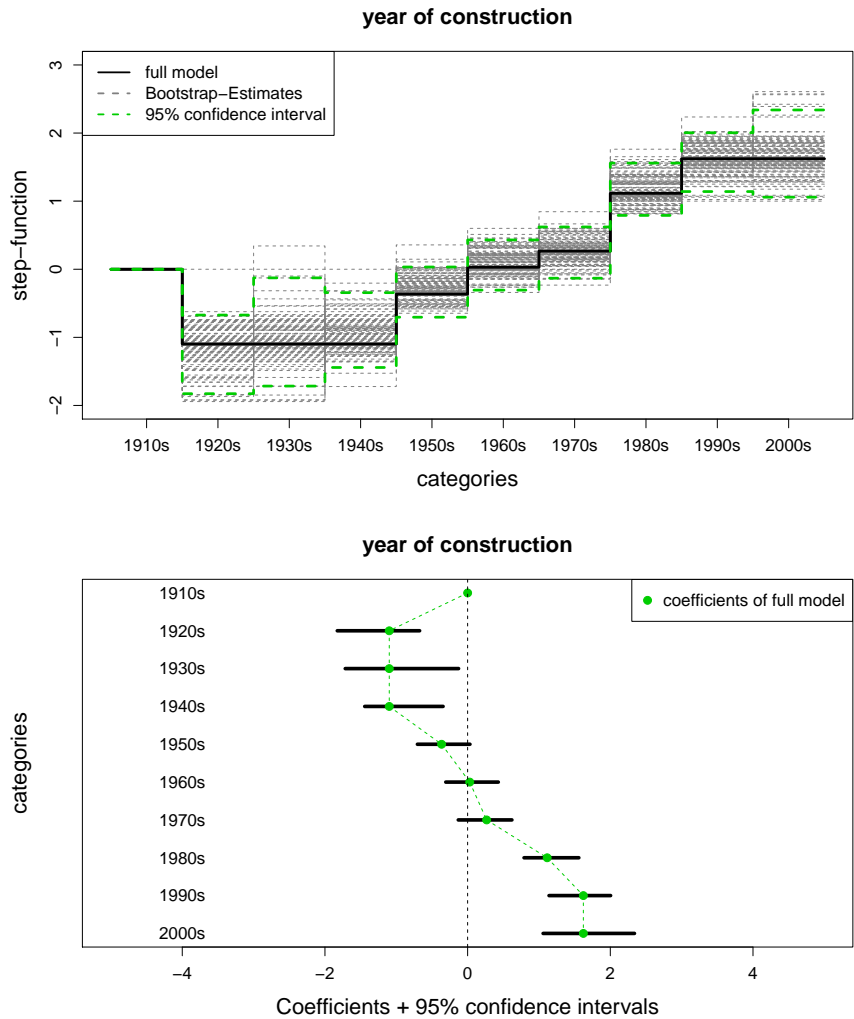 year of construction
full model
Bootstrap−Estimates
95% confidence interval
step−function
3
2
1
0
−1
−2
1910s 1920s 1930s 1940s 1950s 1960s 1970s 1980s 1990s 2000s
categories
year of construction
coefficients of full model
categories
1910s
1920s
1930s
1940s
1950s
1960s
1970s
1980s
1990s
2000s
−4 −2 0 2 4
Coefficients + 95% confidence intervals